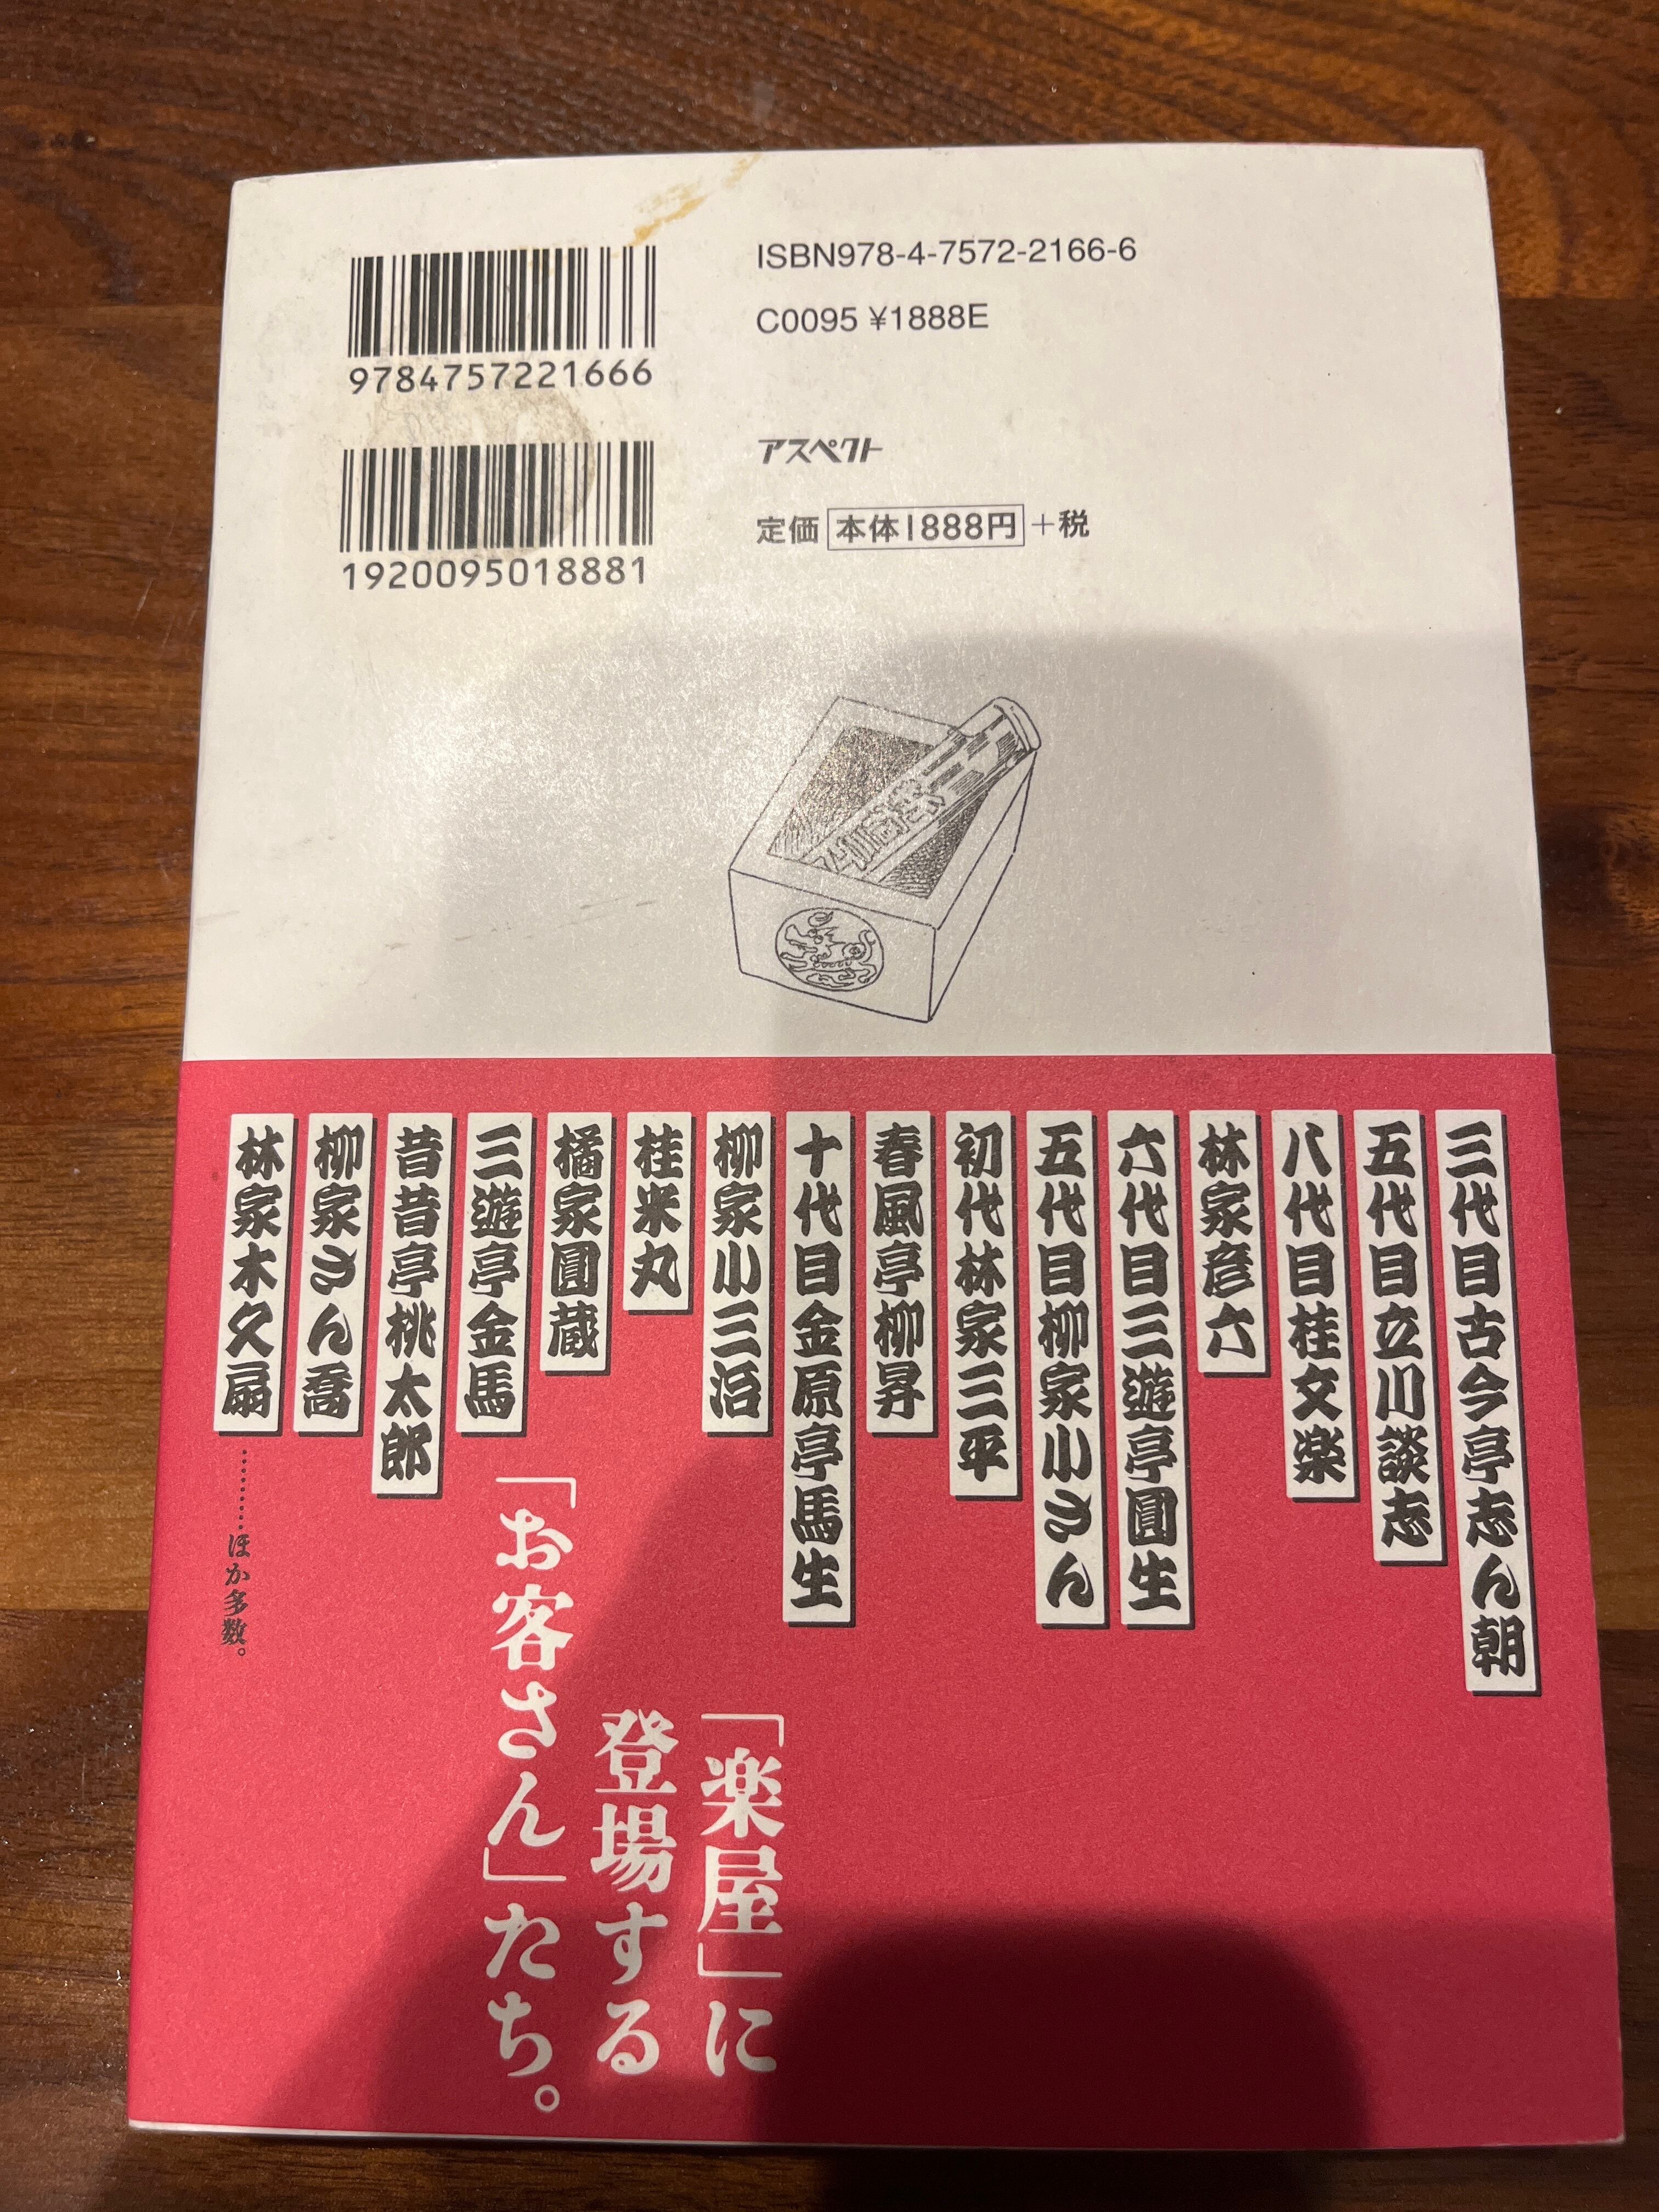 ISBN978-4-7572-2166-6
C0095 ¥1888E
9784757221666
アスペクト
定価 本体1888円+税
1920095018881
三代目古今亭志ん朝
五代目立川談志
八代目桂文楽
林家彦六
六代目三遊亭圓生
五代目柳家小さん
初代林家三平
春風亭柳昇
十代目金原亭馬生
柳家小三治
桂米丸
橘家圓蔵
三遊亭金馬
昔昔亭桃太郎
柳家さん喬
林家木久扇………ほか多数。
「楽屋」に
登場する
「お客さん」たち。